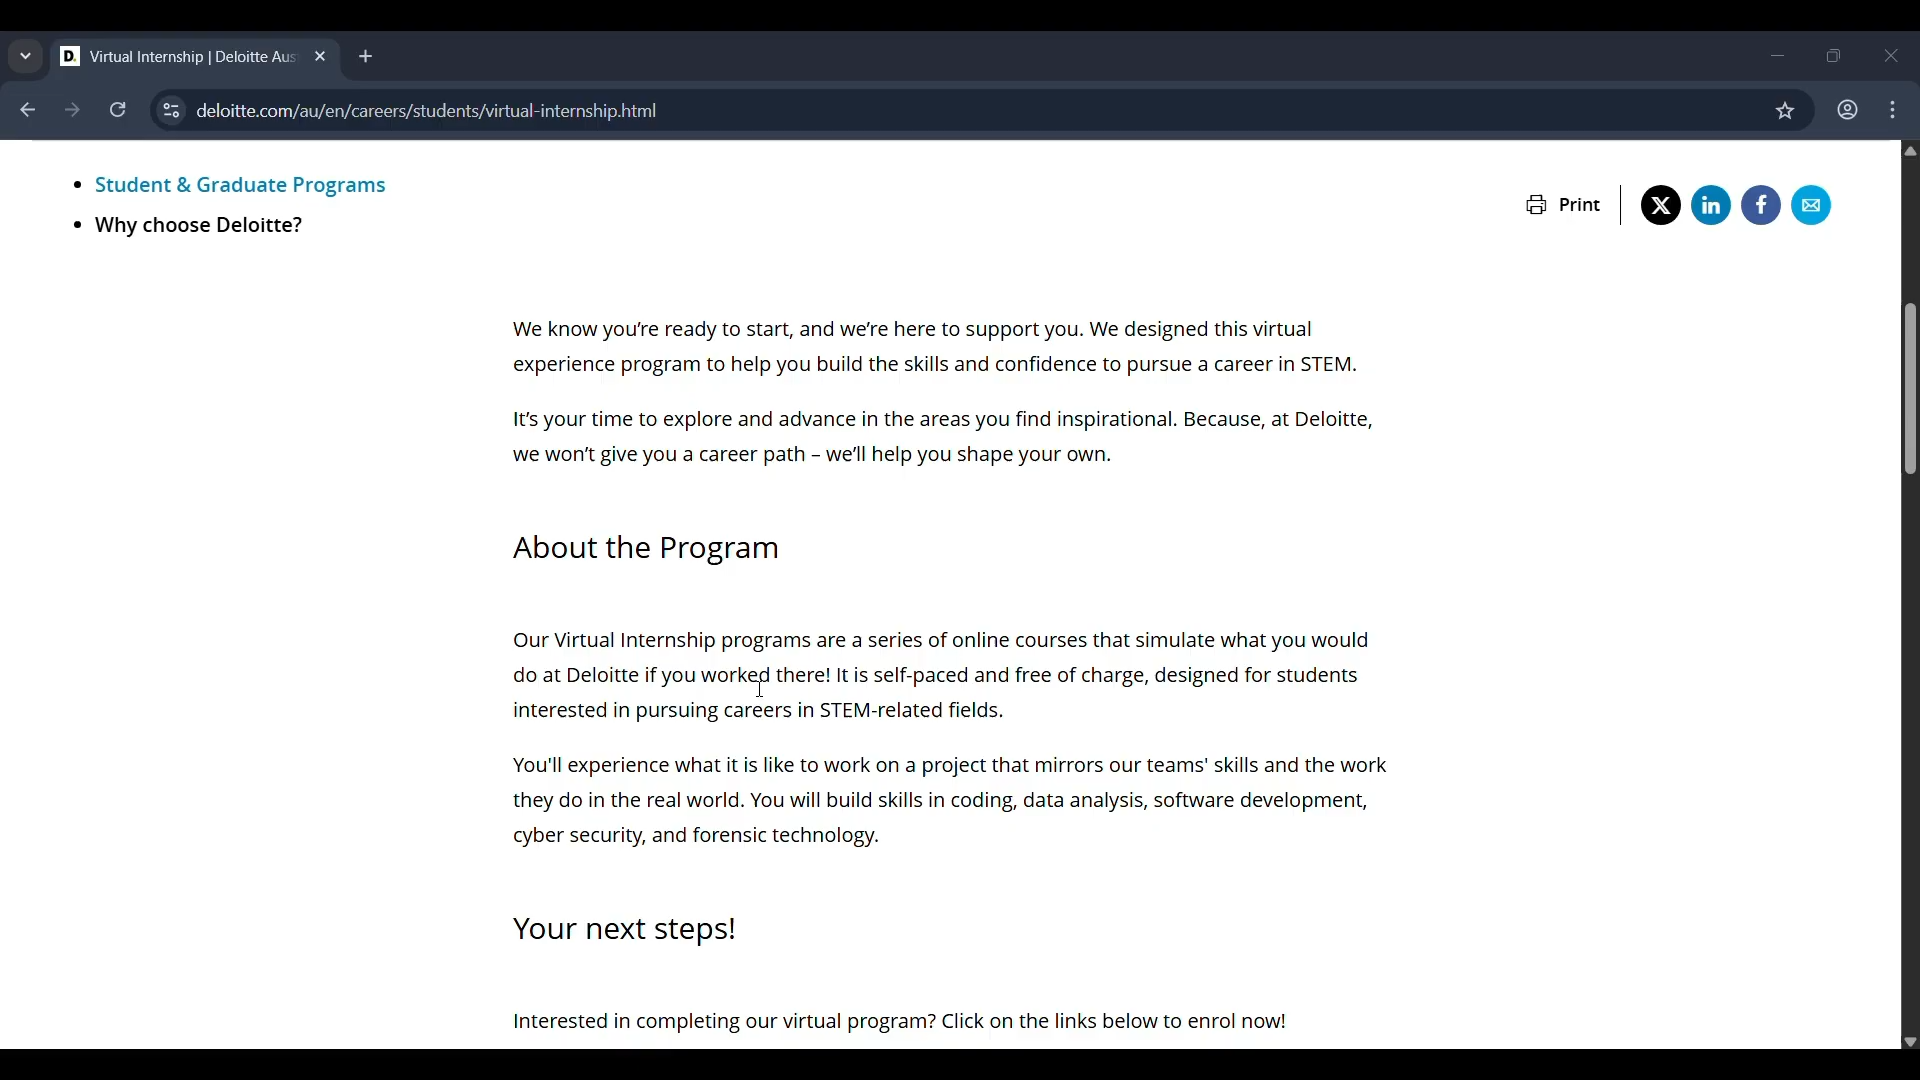 D. Virtual Internship | Deloitte Aus
deloitte.com/au/en/careers/students/virtual-internship.html
• Student & Graduate Programs
• Why choose Deloitte?
Print
X in f
We know you’re ready to start, and we’re here to support you. We designed this virtual
experience program to help you build the skills and confidence to pursue a career in STEM.
It’s your time to explore and advance in the areas you find inspirational. Because, at Deloitte,
we won’t give you a career path – we’ll help you shape your own.
About the Program
Our Virtual Internship programs are a series of online courses that simulate what you would
do at Deloitte if you worked there! It is self-paced and free of charge, designed for students
interested in pursuing careers in STEM-related fields.
You'll experience what it is like to work on a project that mirrors our teams' skills and the work
they do in the real world. You will build skills in coding, data analysis, software development,
cyber security, and forensic technology.
Your next steps!
Interested in completing our virtual program? Click on the links below to enrol now!